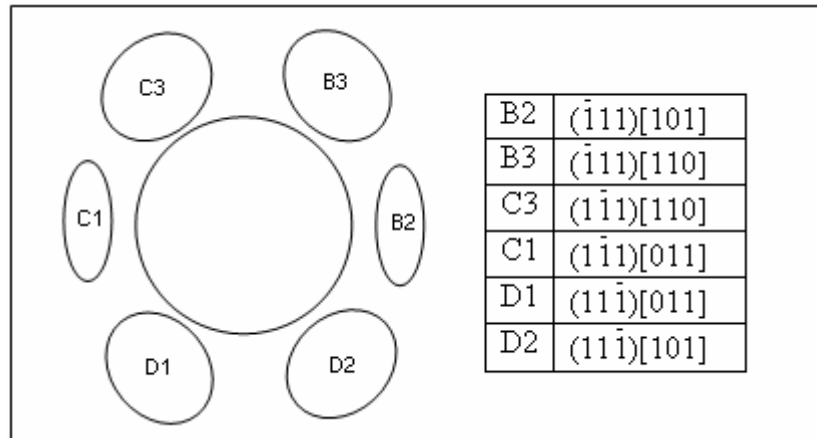 C3
B3
C1
B2
D1
D2
B2 (1̄11)[101]
B3 (1̄11)[110]
C3 (11̄1)[110]
C1 (11̄1)[011]
D1 (111̄)[011]
D2 (111̄)[101]